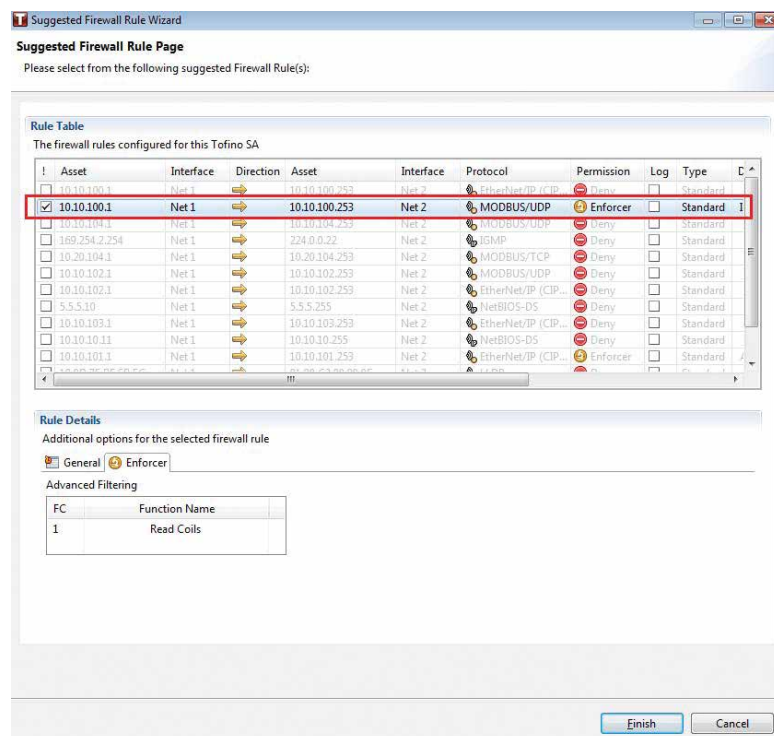 Suggested Firewall Rule Wizard
Suggested Firewall Rule Page
Please select from the following suggested Firewall Rule(s):
Rule Table
The firewall rules configured for this Tofino SA
! Asset Interface Direction Asset Interface Protocol Permission Log Type D
10.10.100.1 Net 1 10.10.100.253 Net 2 EtherNet/IP (CIP... Deny Standard
10.10.100.1 Net 1 10.10.100.253 Net 2 MODBUS/UDP Enforcer Standard
10.10.104.1 Net 1 10.10.104.253 Net 2 MODBUS/UDP Deny Standard
169.254.2.254 Net 1 224.0.0.22 Net 2 IGMP Deny Standard
10.20.104.1 Net 1 10.20.104.253 Net 2 MODBUS/TCP Deny Standard
10.10.102.1 Net 1 10.10.102.253 Net 2 MODBUS/UDP Deny Standard
10.10.102.1 Net 1 10.10.102.253 Net 2 EtherNet/IP (CIP... Deny Standard
5.5.5.10 Net 1 5.5.5.255 Net 2 NetBIOS-DS Deny Standard
10.10.103.1 Net 1 10.10.103.253 Net 2 EtherNet/IP (CIP... Deny Standard
10.10.10.11 Net 1 10.10.10.255 Net 2 NetBIOS-DS Deny Standard
10.10.101.1 Net 1 10.10.101.253 Net 2 EtherNet/IP (CIP... Enforcer Standard
Rule Details
Additional options for the selected firewall rule
General Enforcer
Advanced Filtering
FC Function Name
1 Read Coils
Finish Cancel